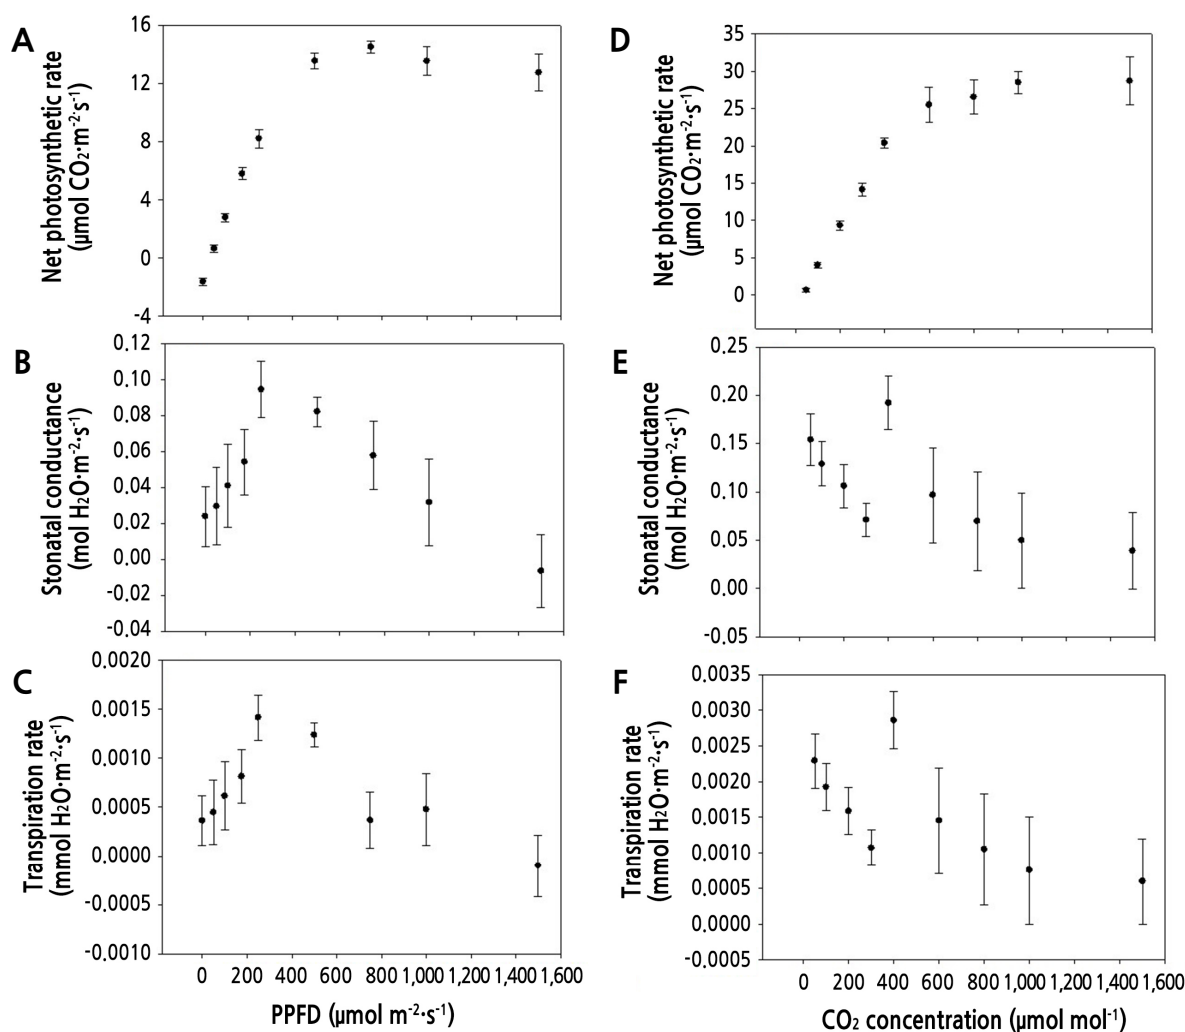 A
Net photosynthetic rate
(µmol CO₂·m⁻²·s⁻¹)
16
12
8
4
0
-4
B
Stonatal conductance
(mol H₂O·m⁻²·s⁻¹)
0.12
0.10
0.08
0.06
0.04
0.02
0.00
-0.02
-0.04
C
Transpiration rate
(mmol H₂O·m⁻²·s⁻¹)
0.0020
0.0015
0.0010
0.0005
0.0000
-0.0005
-0.0010
0 200 400 600 800 1,000 1,200 1,400 1,600
PPFD (µmol m⁻²·s⁻¹)
D
Net photosynthetic rate
(µmol CO₂·m⁻²·s⁻¹)
35
30
25
20
15
10
5
0
E
Stonatal conductance
(mol H₂O·m⁻²·s⁻¹)
0.25
0.20
0.15
0.10
0.05
0.00
-0.05
F
Transpiration rate
(mmol H₂O·m⁻²·s⁻¹)
0.0035
0.0030
0.0025
0.0020
0.0015
0.0010
0.0005
0.0000
-0.0005
0 200 400 600 800 1,000 1,200 1,400 1,600
CO₂ concentration (µmol mol⁻¹)